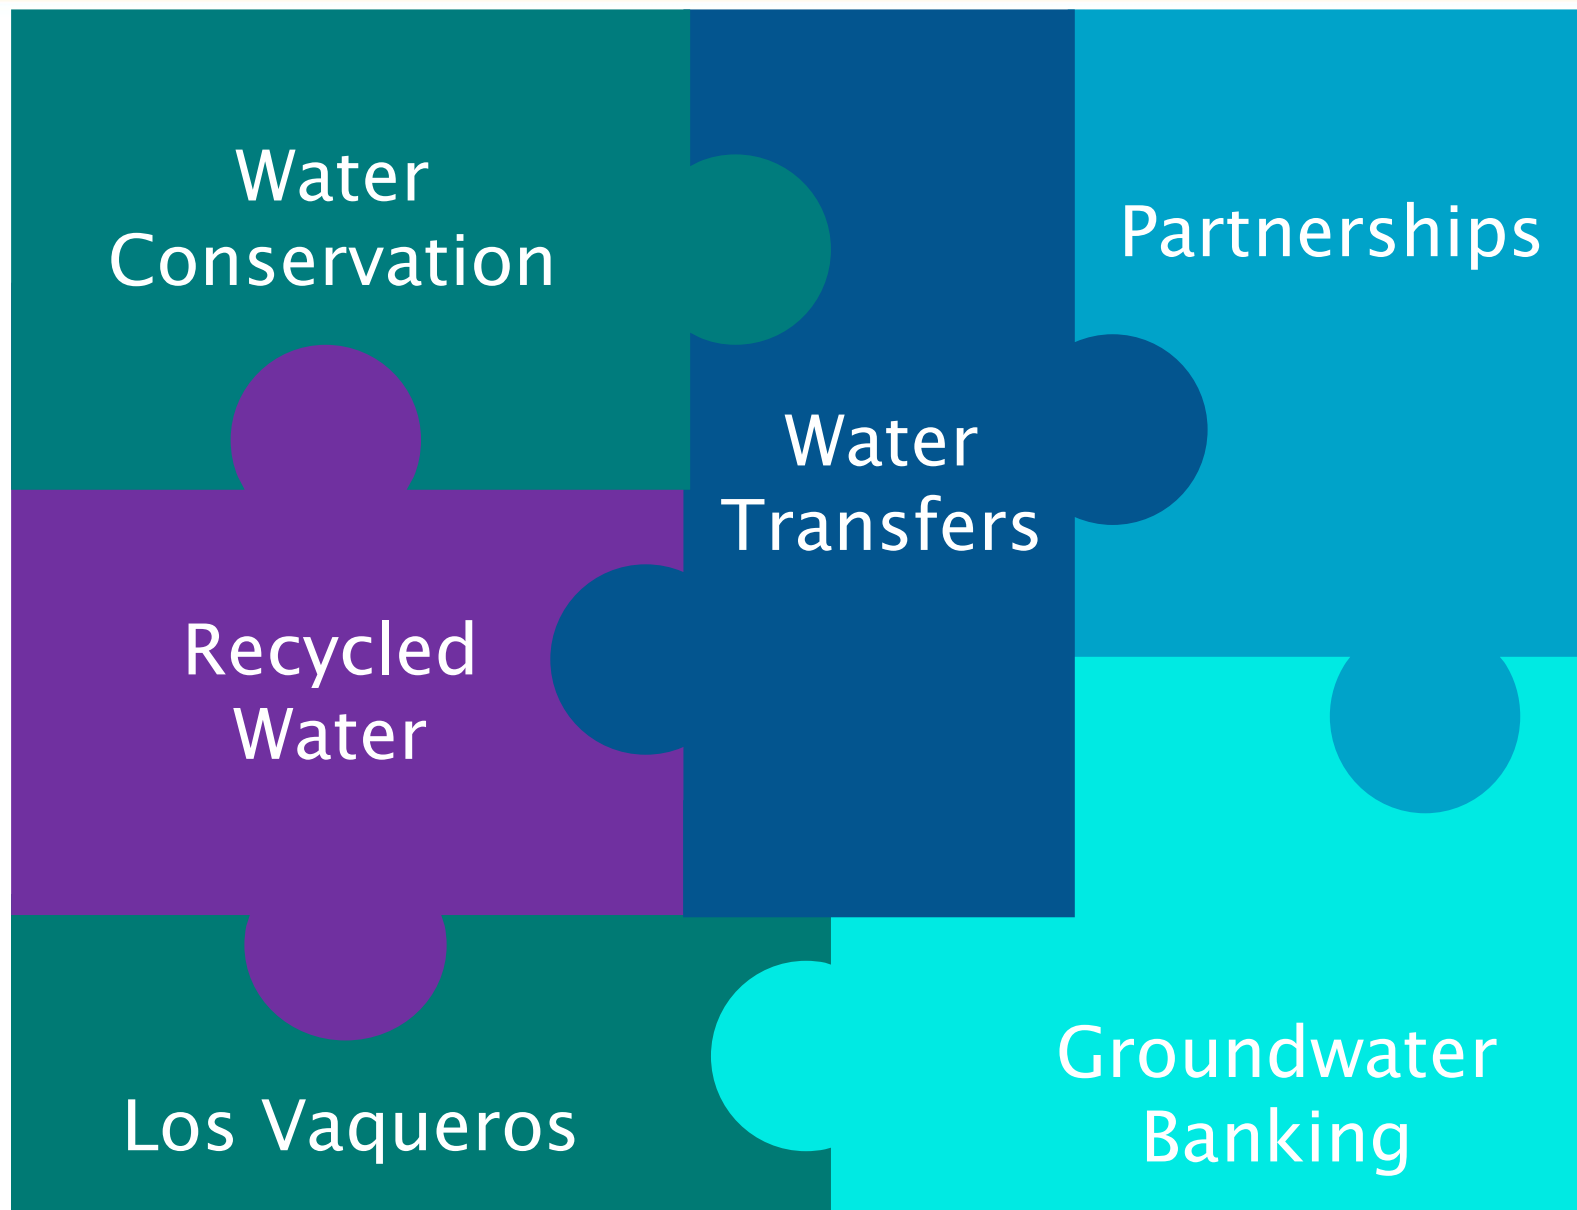 Water
Conservation
Partnerships
Water
Transfers
Recycled
Water
Los Vaqueros
Groundwater
Banking